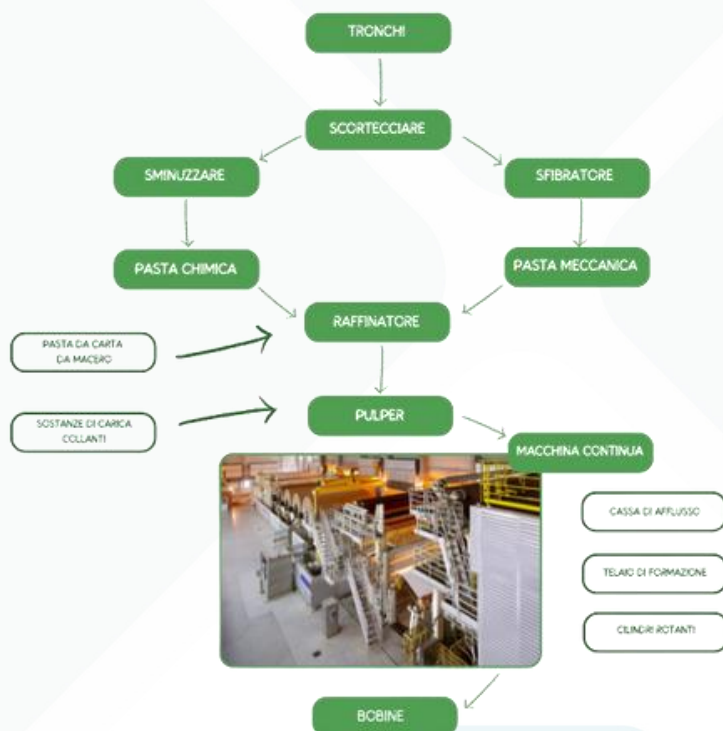 TRONCHI
SCORTECCIARE
SMINUZZARE
SFIBRATORE
PASTA CHIMICA
PASTA MECCANICA
RAFFINATORE
PASTA DA CARTA
DA MACERO
PULPER
SOSTANZE DI CARICA
COLLANTI
MACCHINA CONTINUA
CASSA DI AFFLUSSO
TELAIO DI FORMAZIONE
CILINDRI ROTANTI
BOBINE